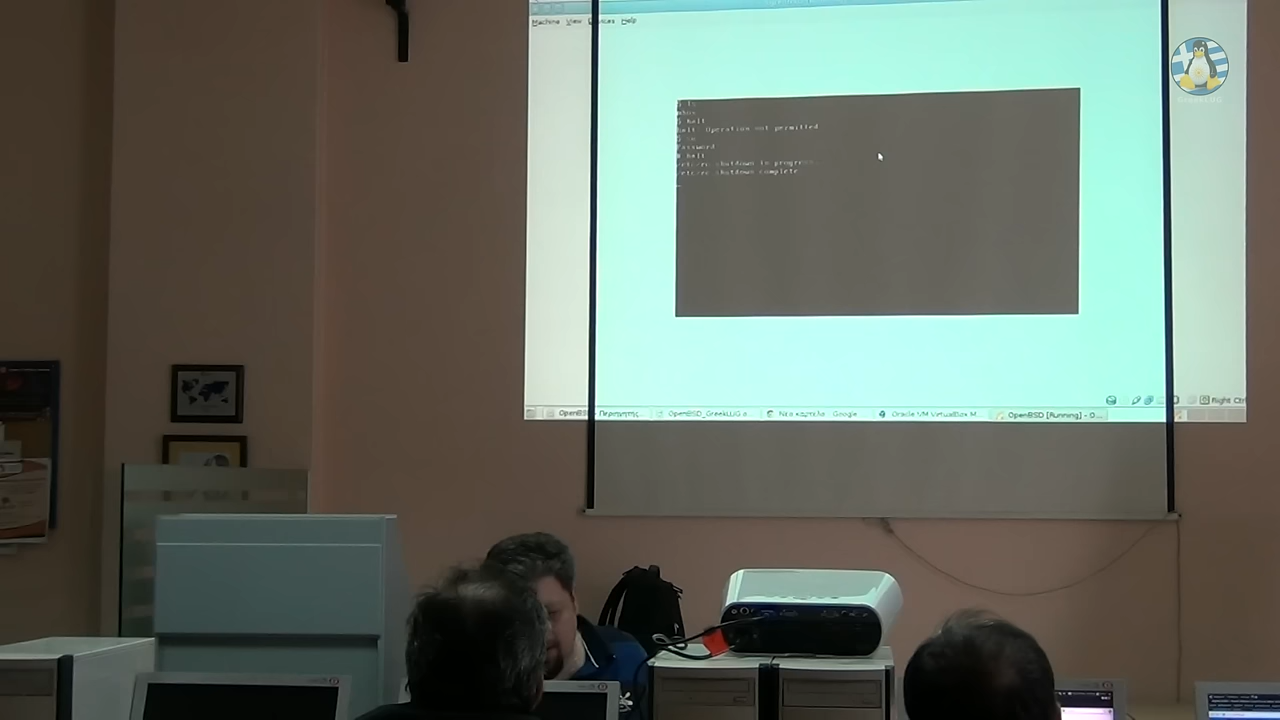 Machine View Devices Help
$ ls
$ halt
halt: Operation not permitted
$ su
Password
# halt
/etc/rc shutdown in progress.
/etc/rc shutdown complete
OpenBSD_GreekLUG.o
Νέα καρτέλα - Google
Oracle VM VirtualBox M...
OpenBSD [Running] - O...
Right Ctrl